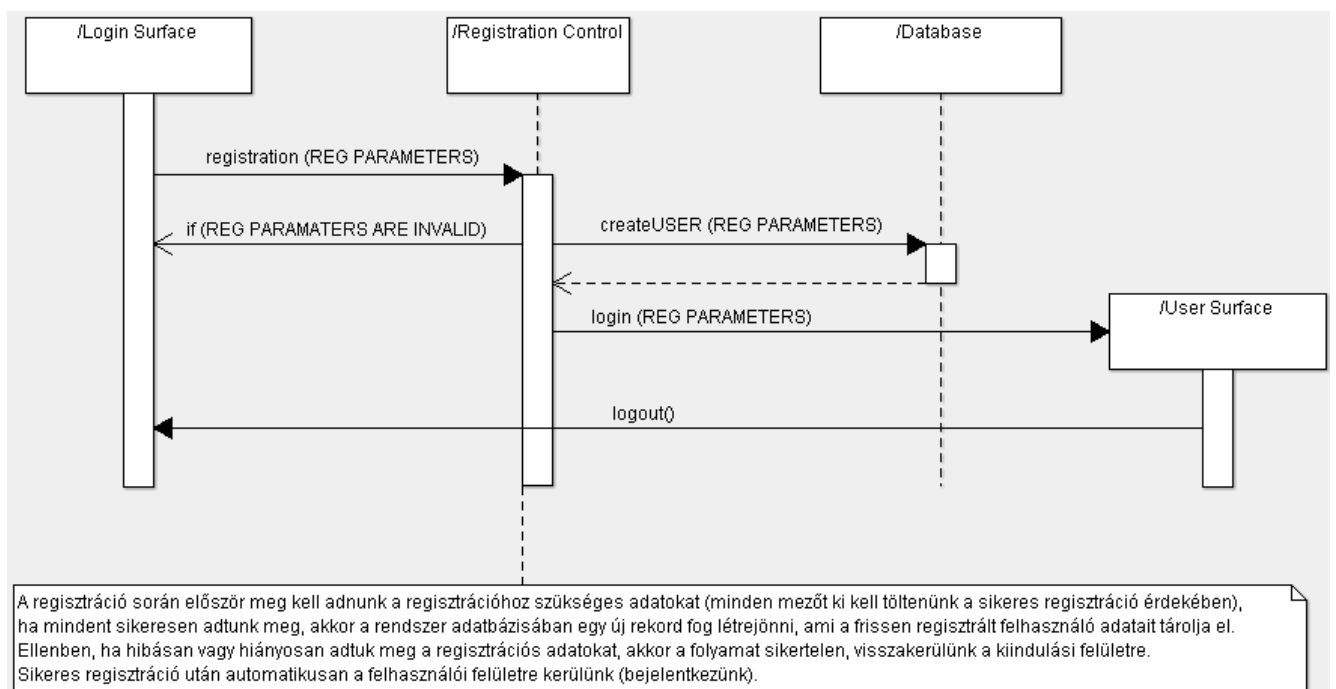 /Login Surface
/Registration Control
/Database
registration (REG PARAMETERS)
if (REG PARAMATERS ARE INVALID)
createUSER (REG PARAMETERS)
/User Surface
login (REG PARAMETERS)
logout()
A regisztráció során először meg kell adnunk a regisztrációhoz szükséges adatokat (minden mezőt ki kell töltenünk a sikeres regisztráció érdekében),
ha mindent sikeresen adtunk meg, akkor a rendszer adatbázisában egy új rekord fog létrejönni, ami a frissen regisztrált felhasználó adatait tárolja el.
Ellenben, ha hibásan vagy hiányosan adtuk meg a regisztrációs adatokat, akkor a folyamat sikertelen, visszakerülünk a kiindulási felületre.
Sikeres regisztráció után automatikusan a felhasználói felületre kerülünk (bejelentkezünk).